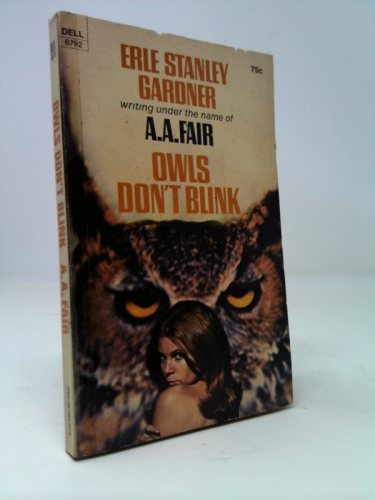 DELL
6792
75c
ERLE STANLEY
GARDNER
writing under the name of
A.A.FAIR
OWLS
DON'T BLINK
OWLS DON'T BLINK A.A. FAIR